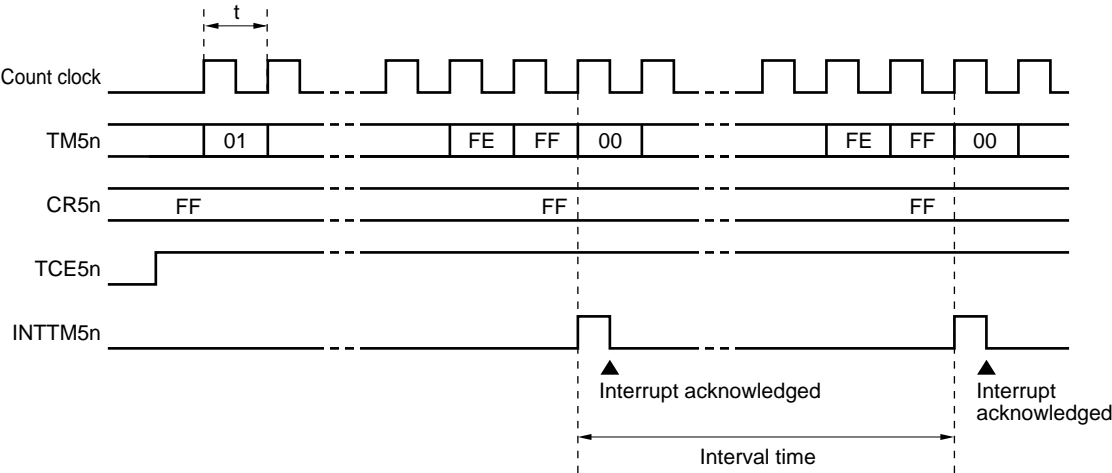 t
Count clock
TM5n 01 FE FF 00 FE FF 00
CR5n FF FF FF
TCE5n
INTTM5n
Interrupt acknowledged Interrupt
acknowledged
Interval time